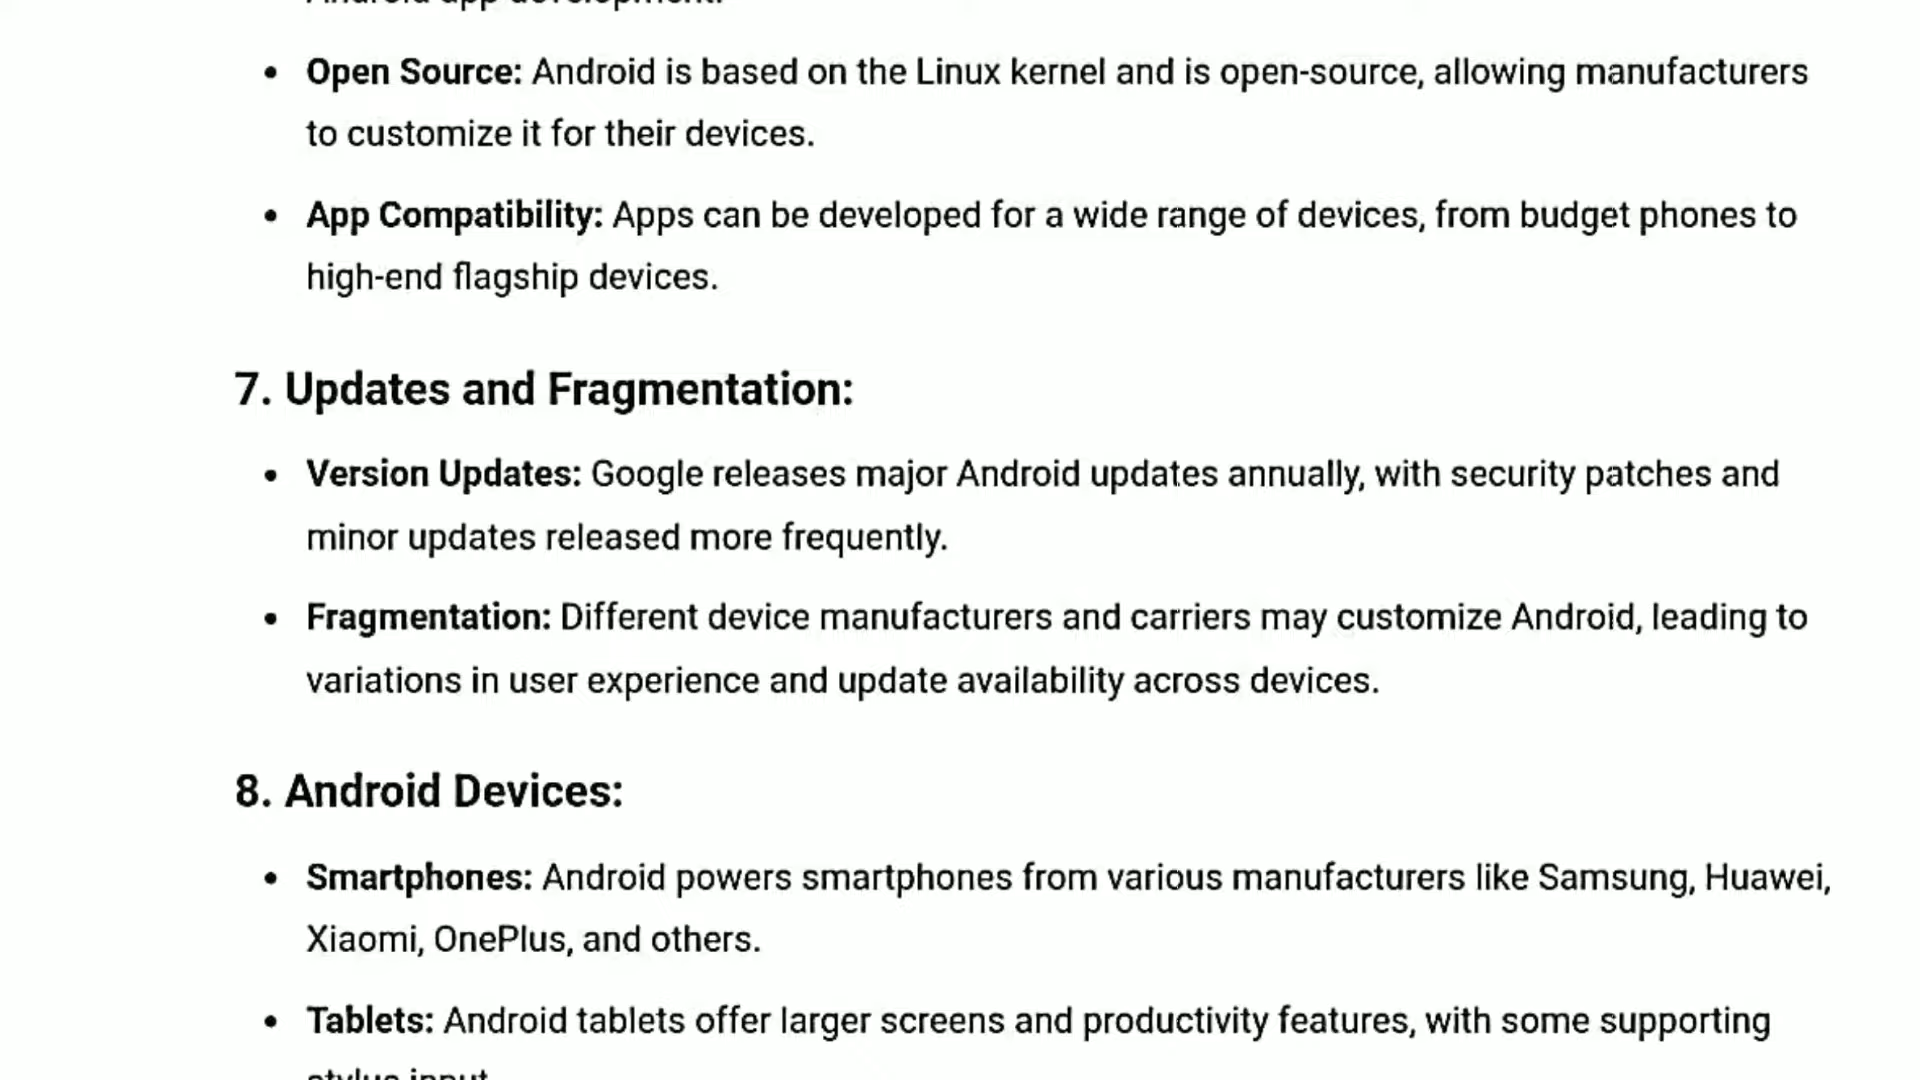 Android app development.
• Open Source: Android is based on the Linux kernel and is open-source, allowing manufacturers
to customize it for their devices.
• App Compatibility: Apps can be developed for a wide range of devices, from budget phones to
high-end flagship devices.
7. Updates and Fragmentation:
• Version Updates: Google releases major Android updates annually, with security patches and
minor updates released more frequently.
• Fragmentation: Different device manufacturers and carriers may customize Android, leading to
variations in user experience and update availability across devices.
8. Android Devices:
• Smartphones: Android powers smartphones from various manufacturers like Samsung, Huawei,
Xiaomi, OnePlus, and others.
• Tablets: Android tablets offer larger screens and productivity features, with some supporting
stylus input.